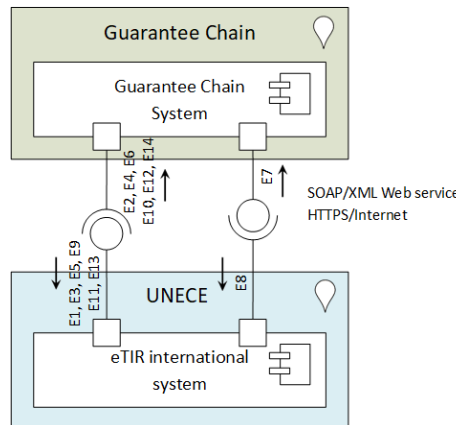 Guarantee Chain
Guarantee Chain
System
E2, E4, E6
E10, E12, E14
E7
SOAP/XML Web service
HTTPS/Internet
E1, E3, E5, E9
E11, E13
E8
UNECE
eTIR international
system